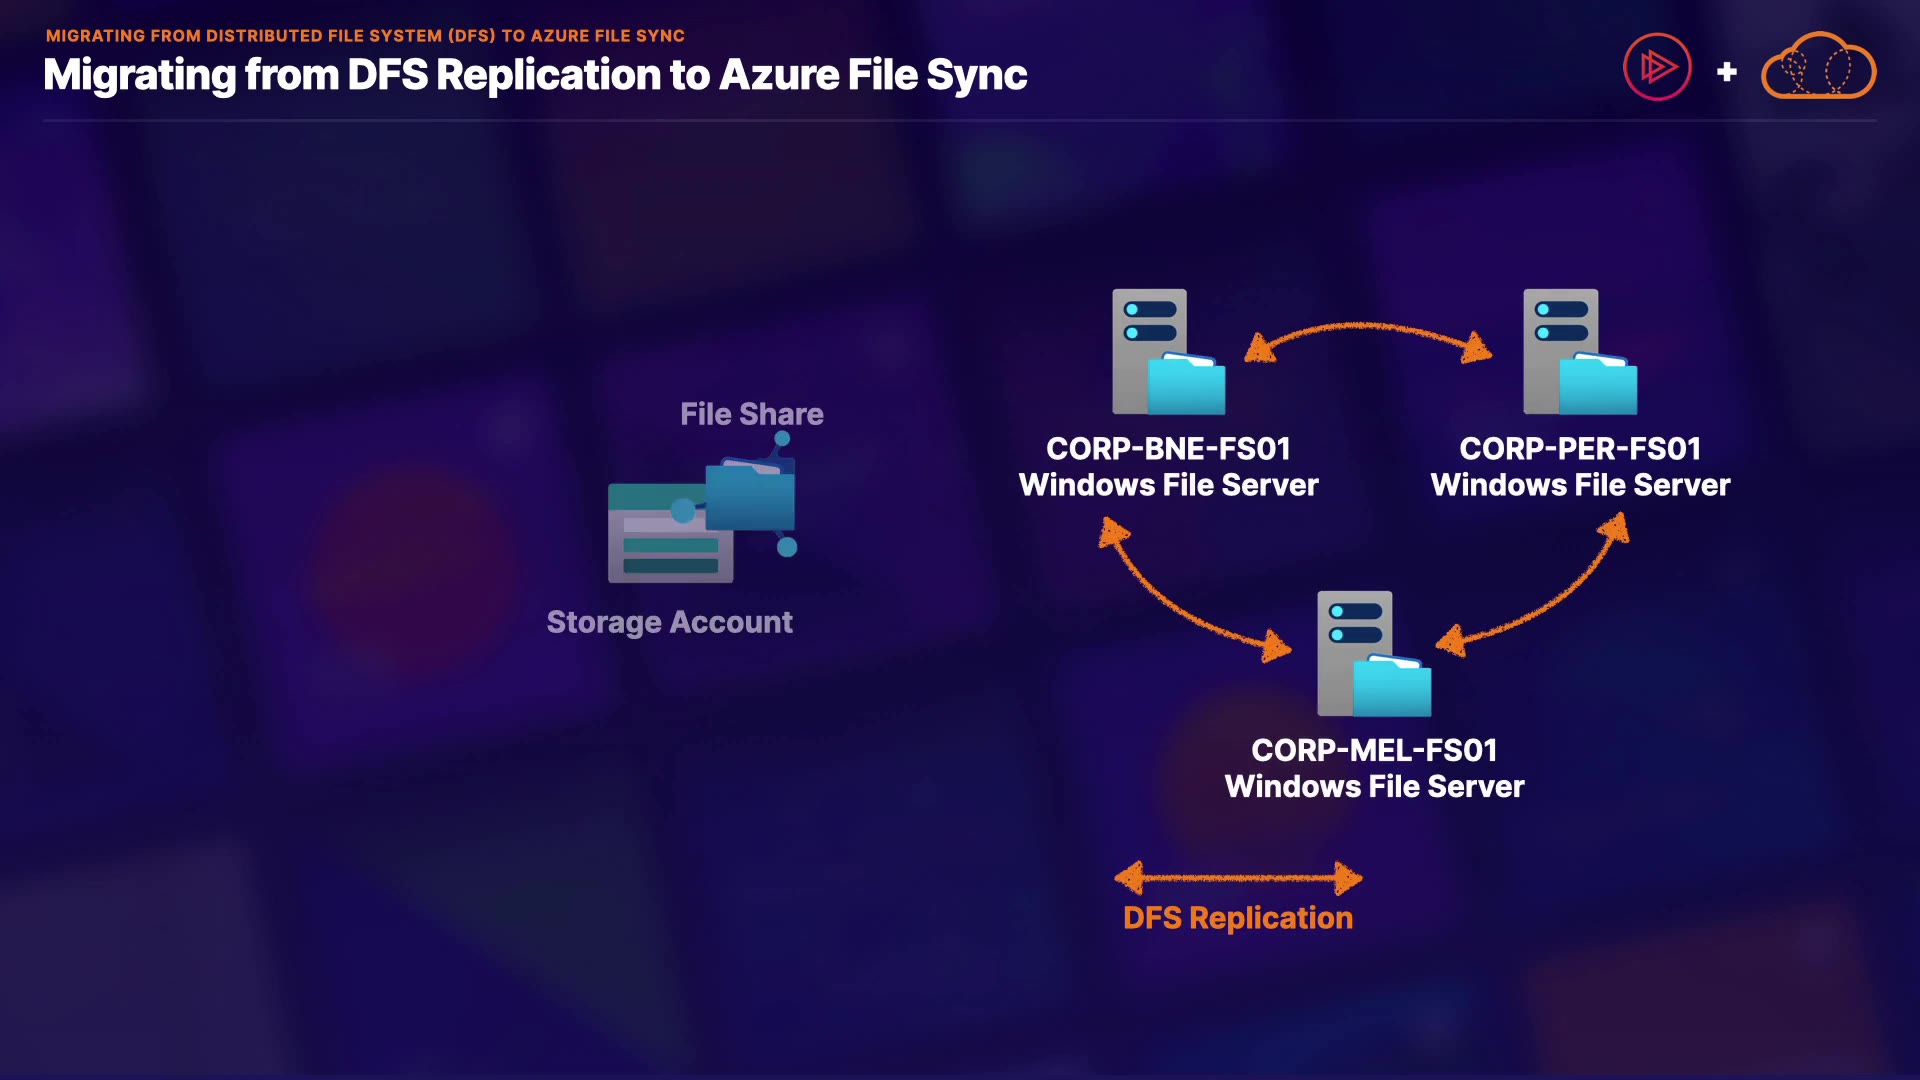 MIGRATING FROM DISTRIBUTED FILE SYSTEM (DFS) TO AZURE FILE SYNC
Migrating from DFS Replication to Azure File Sync
File Share
Storage Account
CORP-BNE-FS01
Windows File Server
CORP-PER-FS01
Windows File Server
CORP-MEL-FS01
Windows File Server
DFS Replication